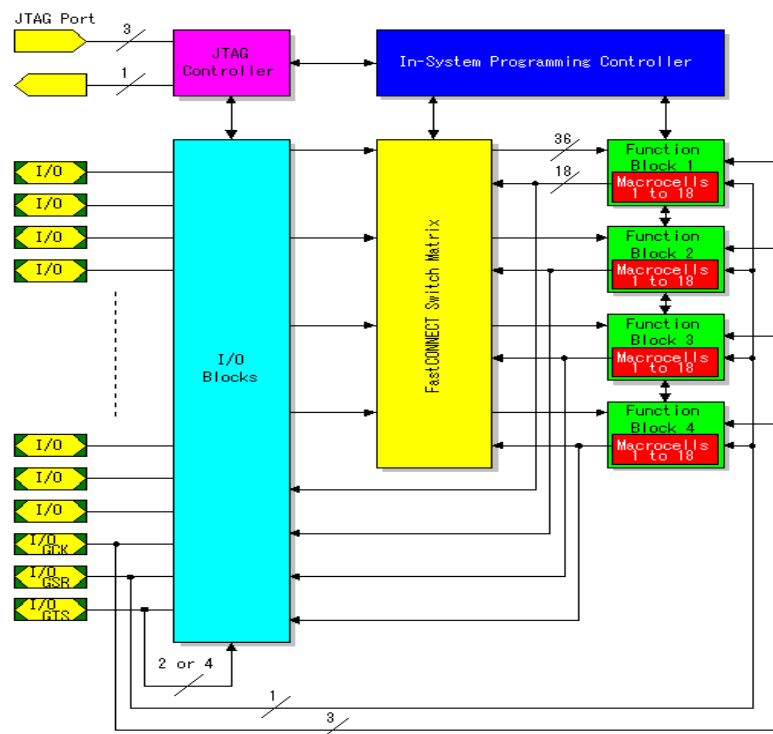 JTAG Port
3
1
JTAG
Controller
In-System Programming Controller
I/O
I/O
I/O
I/O
I/O
I/O
I/O
I/O
GCK
I/O
GSR
I/O
GTS
I/O
Blocks
FastCONNECT Switch Matrix
36
18
Function
Block 1
Macrocells
1 to 18
Function
Block 2
Macrocells
1 to 18
Function
Block 3
Macrocells
1 to 18
Function
Block 4
Macrocells
1 to 18
2 or 4
1
3